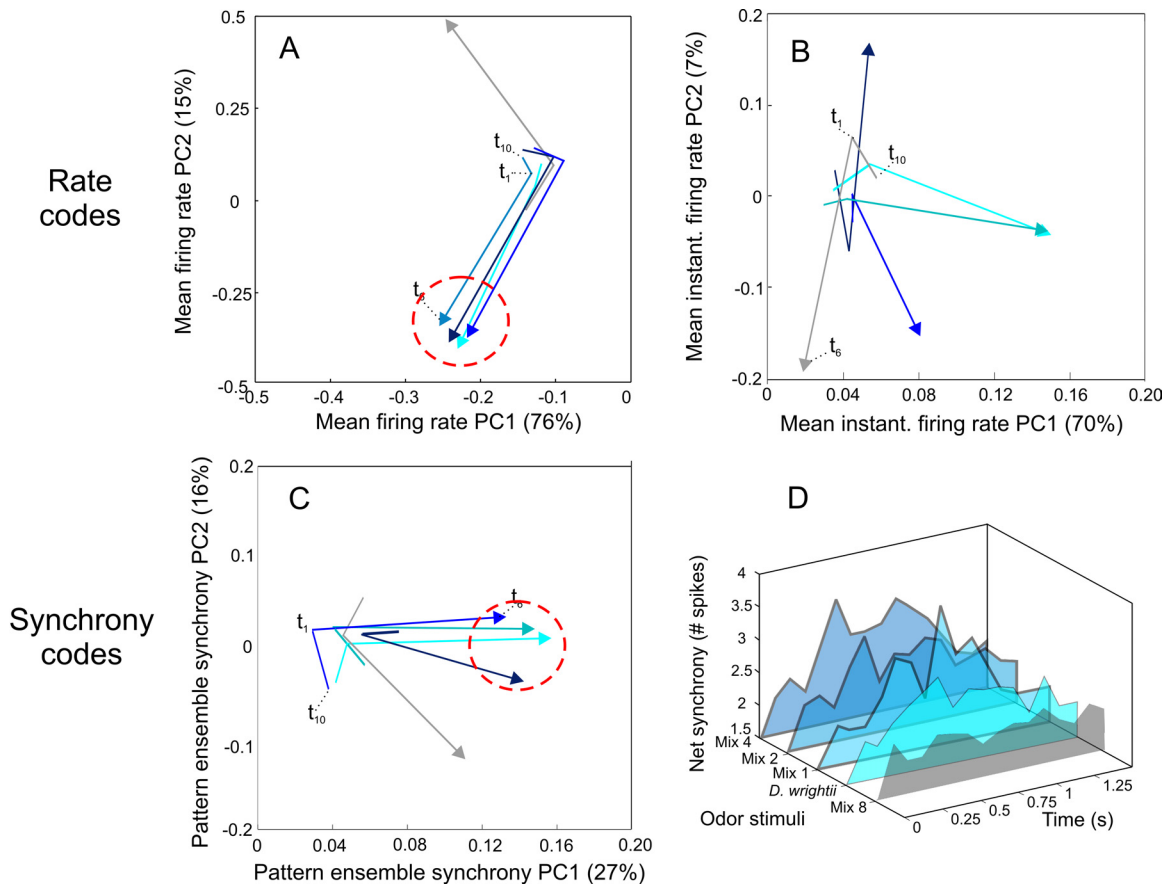 Rate
codes
A
Mean firing rate PC2 (15%)
0.5
0.25
0
-0.25
-0.5
t10
t1
-0.5
-0.4
-0.3
-0.2
-0.1
0
Mean firing rate PC1 (76%)
B
Mean instant. firing rate PC2 (7%)
0.2
0.1
0
-0.1
-0.2
t1
t10
t6
0
0.04
0.08
0.12
0.16
0.20
Mean instant. firing rate PC1 (70%)
Synchrony
codes
C
Pattern ensemble synchrony PC2 (16%)
0.2
0.1
0
-0.1
-0.2
t1
t6
t10
0
0.04
0.08
0.12
0.16
0.20
Pattern ensemble synchrony PC1 (27%)
D
Net synchrony (# spikes)
4
3.5
3
2.5
2
1.5
Mix 4
Mix 2
Mix 1
D. wrightii
Mix 8
Odor stimuli
0
0.25
0.5
0.75
1
1.25
Time (s)